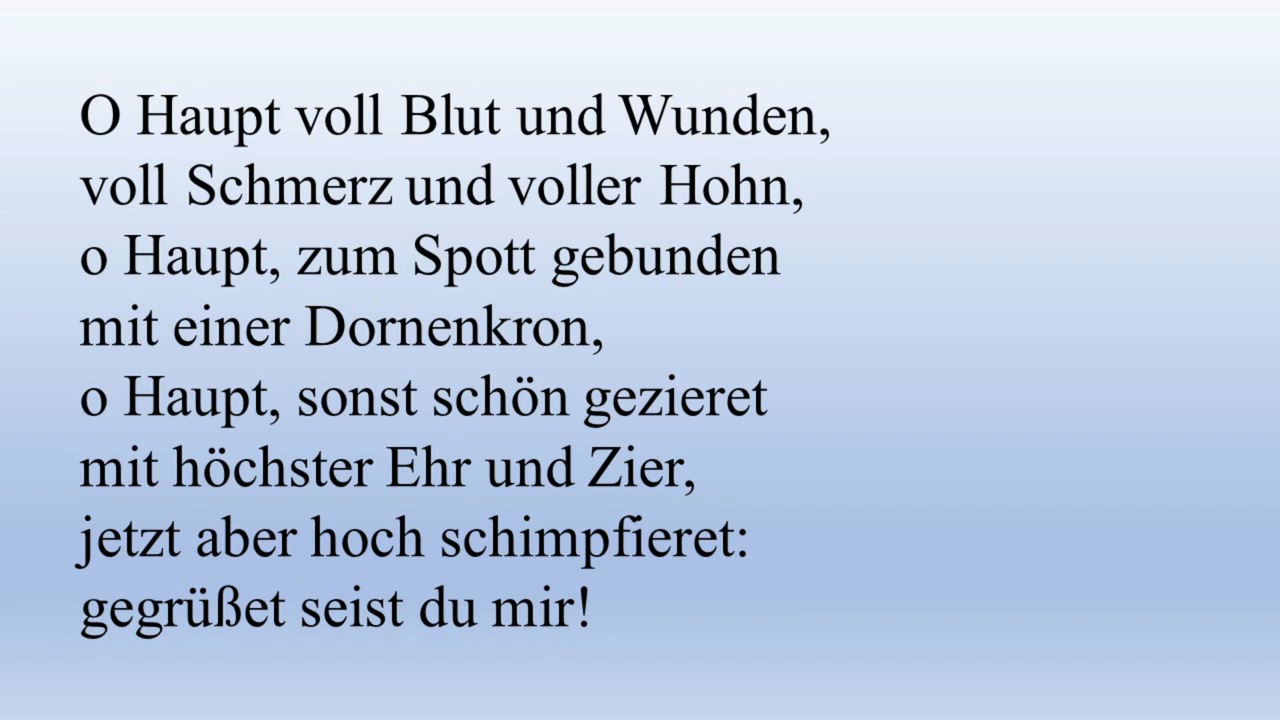 O Haupt voll Blut und Wunden,
voll Schmerz und voller Hohn,
o Haupt, zum Spott gebunden
mit einer Dornenkron,
o Haupt, sonst schön gezieret
mit höchster Ehr und Zier,
jetzt aber hoch schimpfieret:
gegrüßet seist du mir!